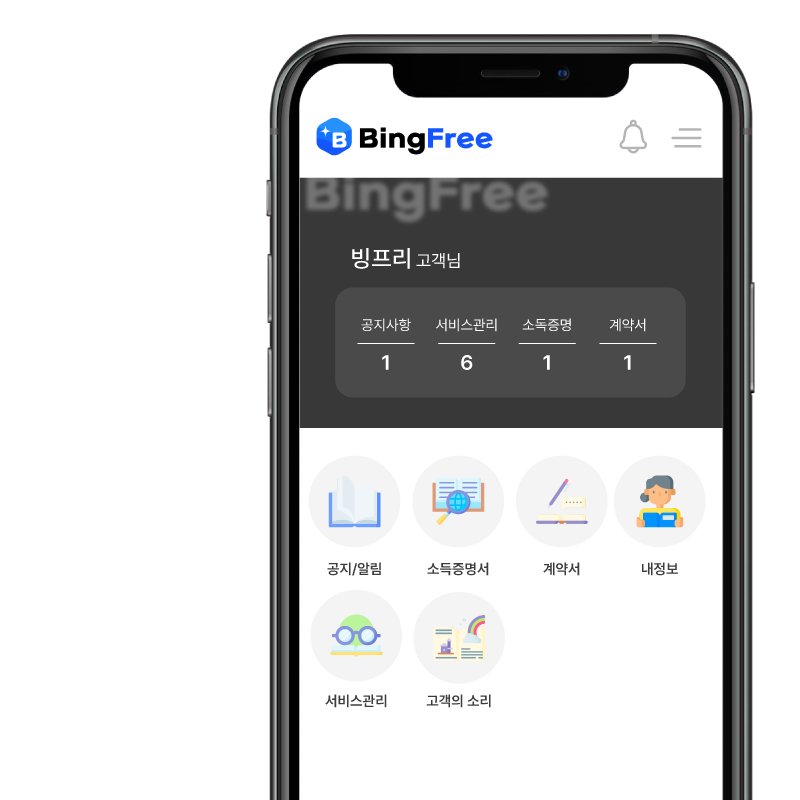 B BingFree
BingFree
빙프리 고객님
공지사항 서비스관리 소독증명 계약서
1 6 1 1
공지/알림 소득증명서 계약서 내정보
서비스관리 고객의 소리